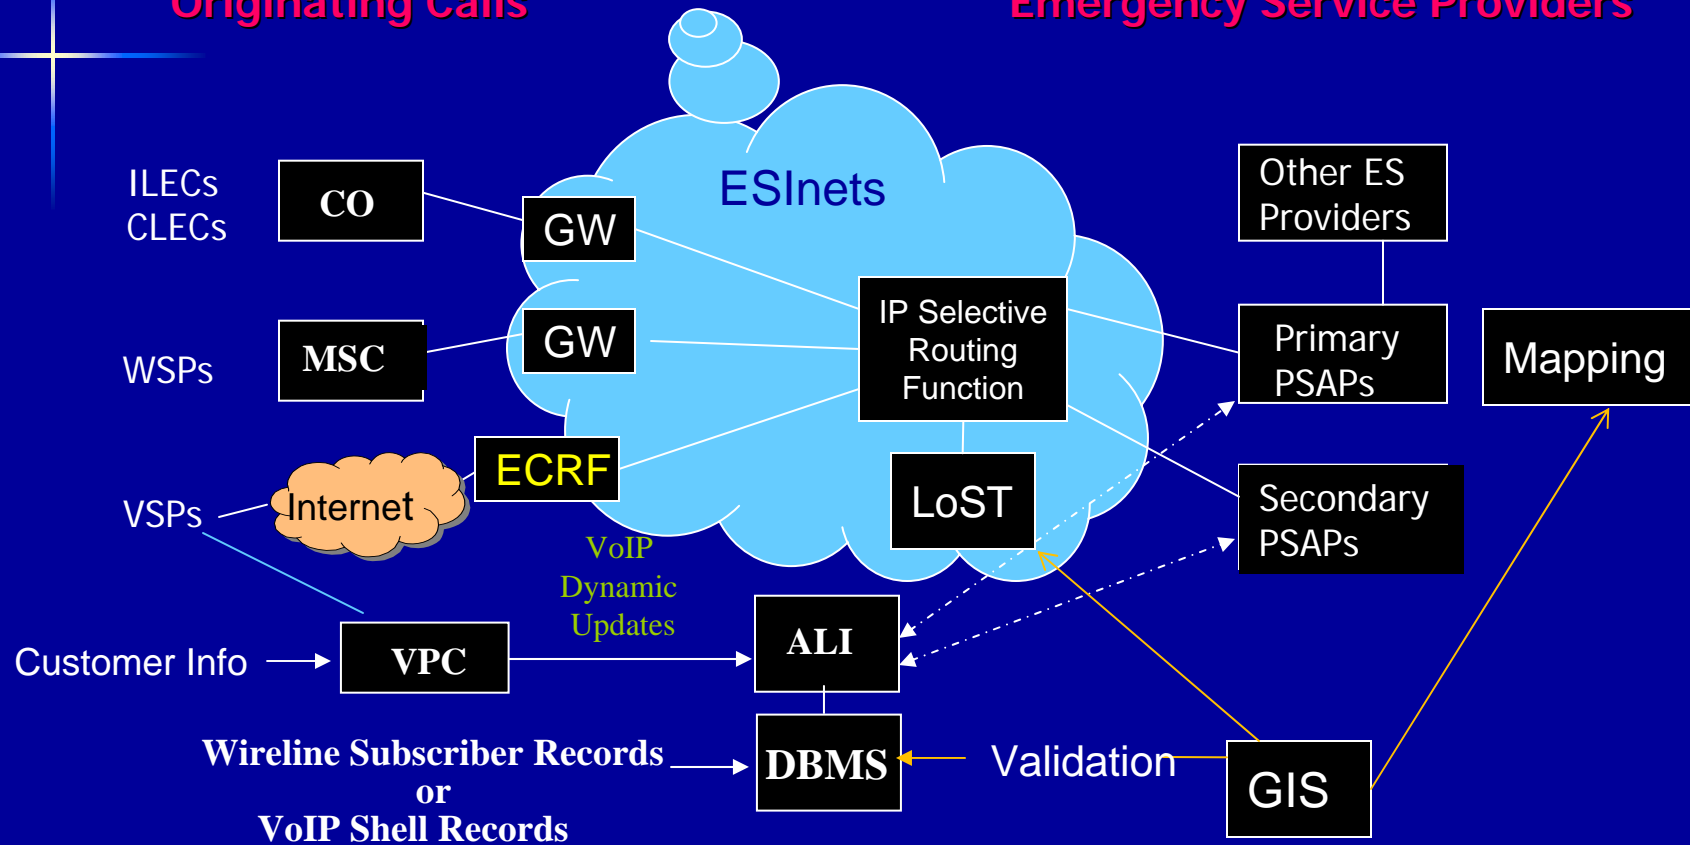 Originating Calls
Emergency Service Providers
ESInets
ILECs
CLECs
CO
GW
Other ES
Providers
WSPs
MSC
GW
IP Selective
Routing
Function
Primary
PSAPs
Mapping
VSPs
Internet
ECRF
LoST
Secondary
PSAPs
VoIP
Dynamic
Updates
Customer Info
VPC
ALI
Wireline Subscriber Records
or
VoIP Shell Records
DBMS
Validation
GIS